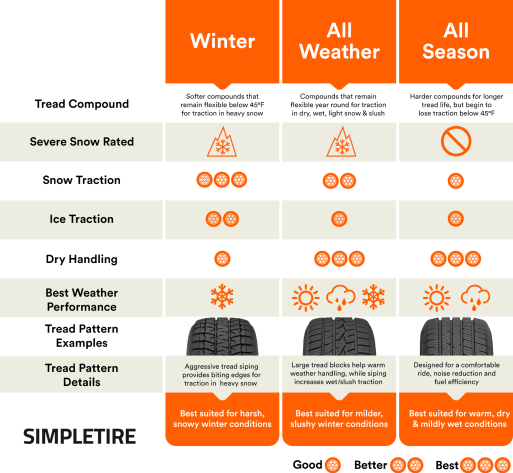 Winter
All
Weather
All
Season
Tread Compound
Softer compounds that
remain flexible below 45°F
for traction in heavy snow
Compounds that remain
flexible year round for traction
in dry, wet, light snow & slush
Harder compounds for longer
tread life, but begin to
lose traction below 45°F
Severe Snow Rated
Snow Traction
Ice Traction
Dry Handling
Best Weather
Performance
Tread Pattern
Examples
Tread Pattern
Details
Aggressive tread siping
provides biting edges for
traction in heavy snow
Large tread blocks help warm
weather handling, while siping
increases wet/slush traction
Designed for a comfortable
ride, noise reduction and
fuel efficiency
SIMPLETIRE
Best suited for harsh,
snowy winter conditions
Best suited for milder,
slushy winter conditions
Best suited for warm, dry
& mildly wet conditions
Good
Better
Best